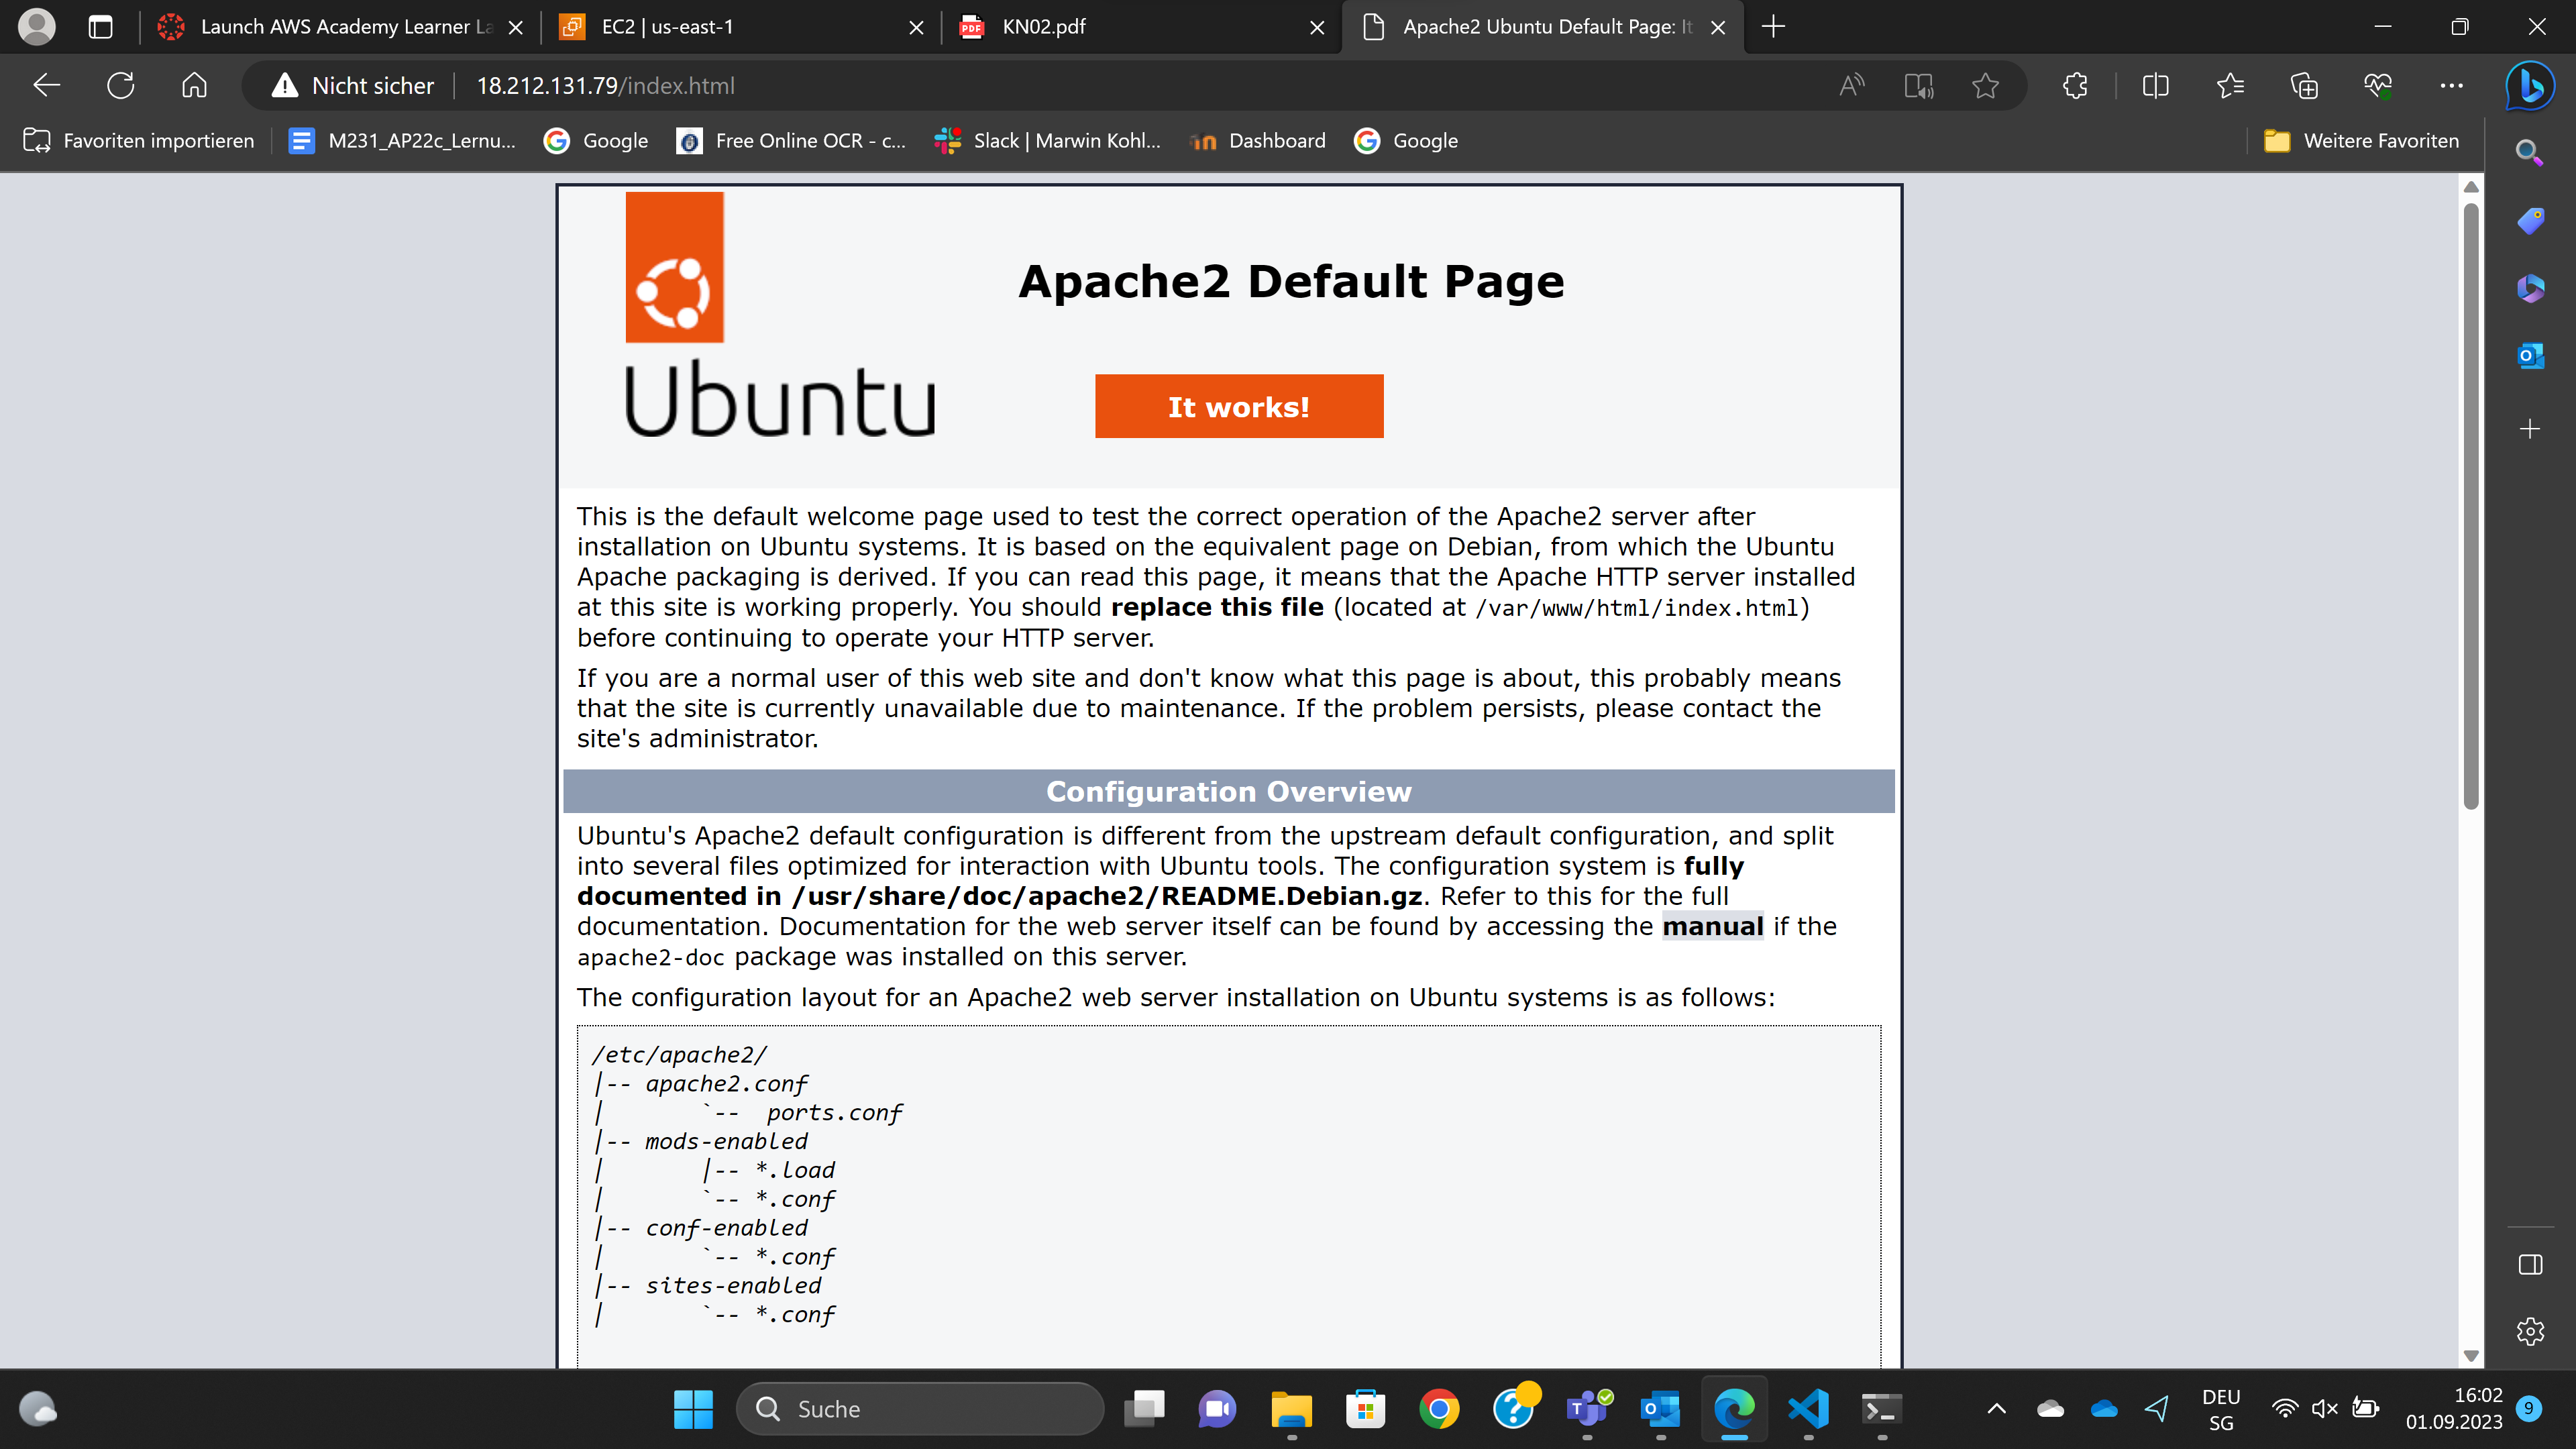 Launch AWS Academy Learner La
EC2 | us-east-1
KN02.pdf
Apache2 Ubuntu Default Page: It
Nicht sicher
18.212.131.79/index.html
Favoriten importieren
M231_AP22c_Lernu...
Google
Free Online OCR - c...
Slack | Marwin Kohl...
Dashboard
Google
Weitere Favoriten
Ubuntu
Apache2 Default Page
It works!
This is the default welcome page used to test the correct operation of the Apache2 server after
installation on Ubuntu systems. It is based on the equivalent page on Debian, from which the Ubuntu
Apache packaging is derived. If you can read this page, it means that the Apache HTTP server installed
at this site is working properly. You should replace this file (located at /var/www/html/index.html)
before continuing to operate your HTTP server.
If you are a normal user of this web site and don't know what this page is about, this probably means
that the site is currently unavailable due to maintenance. If the problem persists, please contact the
site's administrator.
Configuration Overview
Ubuntu's Apache2 default configuration is different from the upstream default configuration, and split
into several files optimized for interaction with Ubuntu tools. The configuration system is fully
documented in /usr/share/doc/apache2/README.Debian.gz. Refer to this for the full
documentation. Documentation for the web server itself can be found by accessing the manual if the
apache2-doc package was installed on this server.
The configuration layout for an Apache2 web server installation on Ubuntu systems is as follows:
/etc/apache2/
|-- apache2.conf
|       `--  ports.conf
|-- mods-enabled
|       |-- *.load
|       `-- *.conf
|-- conf-enabled
|       `-- *.conf
|-- sites-enabled
|       `-- *.conf
Suche
DEU
SG
16:02
01.09.2023
9